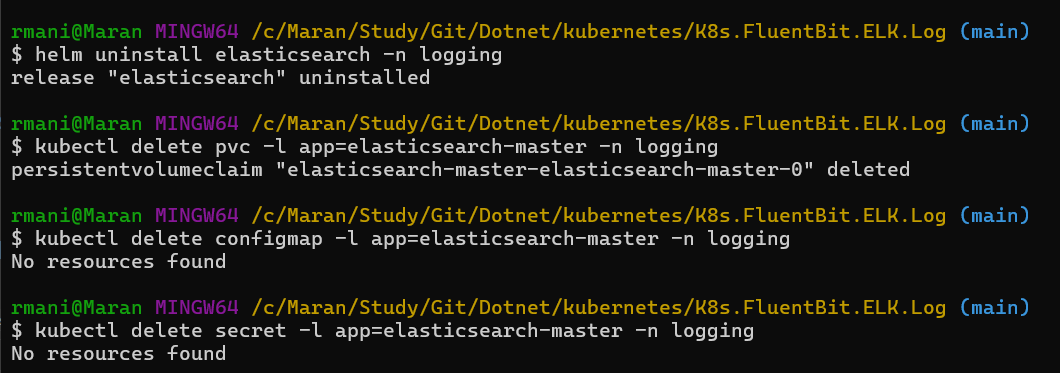 rmani@Maran MINGW64 /c/Maran/Study/Git/Dotnet/kubernetes/K8s.FluentBit.ELK.Log (main)
$ helm uninstall elasticsearch -n logging
release "elasticsearch" uninstalled
rmani@Maran MINGW64 /c/Maran/Study/Git/Dotnet/kubernetes/K8s.FluentBit.ELK.Log (main)
$ kubectl delete pvc -l app=elasticsearch-master -n logging
persistentvolumeclaim "elasticsearch-master-elasticsearch-master-0" deleted
rmani@Maran MINGW64 /c/Maran/Study/Git/Dotnet/kubernetes/K8s.FluentBit.ELK.Log (main)
$ kubectl delete configmap -l app=elasticsearch-master -n logging
No resources found
rmani@Maran MINGW64 /c/Maran/Study/Git/Dotnet/kubernetes/K8s.FluentBit.ELK.Log (main)
$ kubectl delete secret -l app=elasticsearch-master -n logging
No resources found